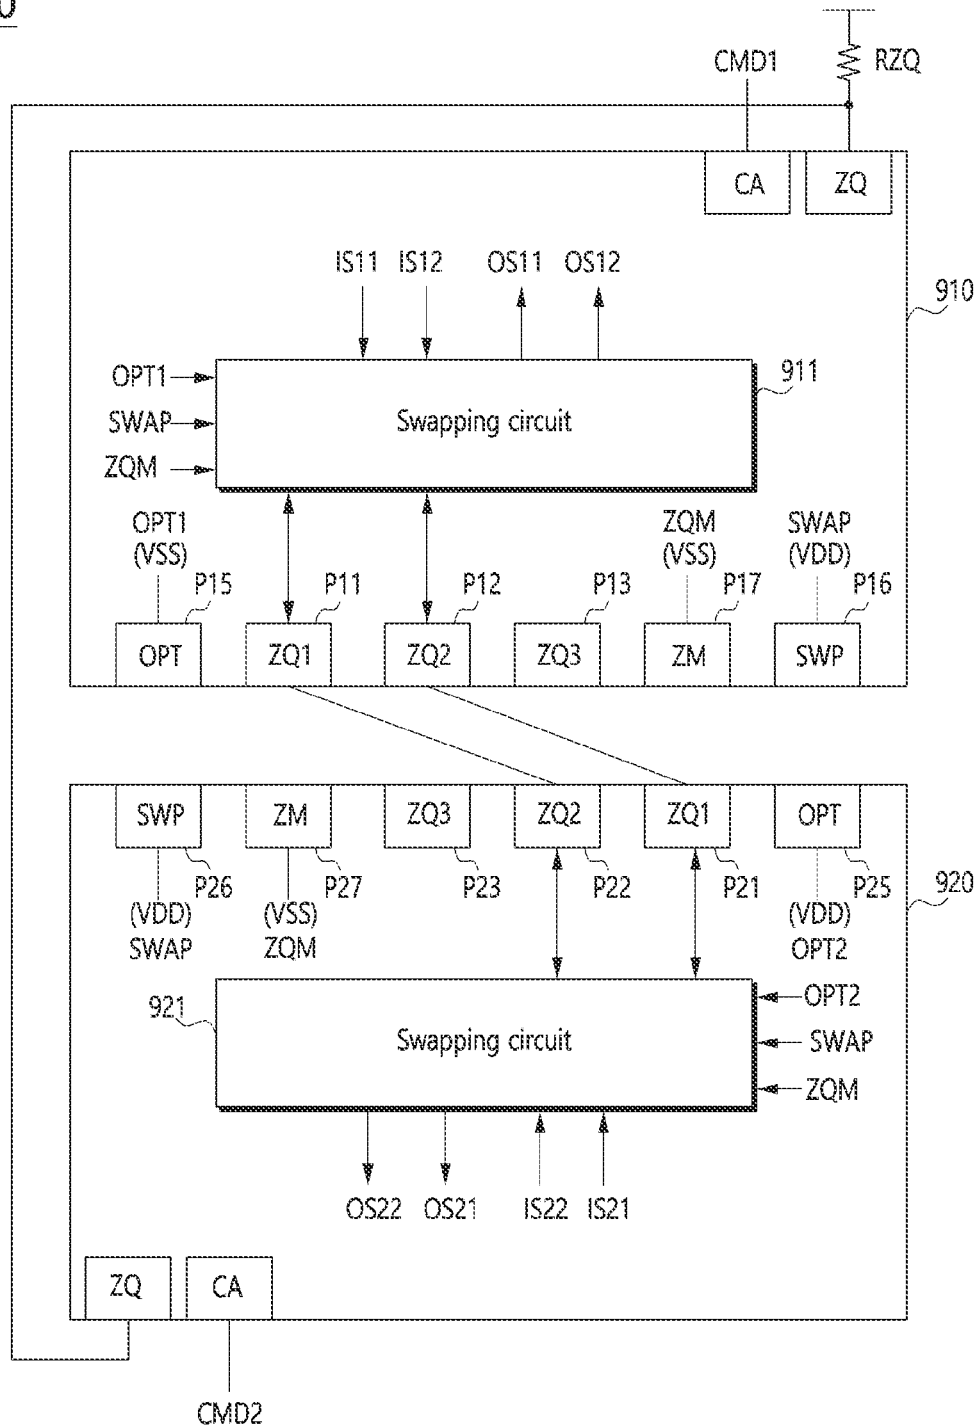 0
CMD1
RZQ
CA
ZQ
910
IS11 IS12 OS11 OS12
911
OPT1
SWAP
ZQM
Swapping circuit
OPT1
(VSS)
ZQM
(VSS)
SWAP
(VDD)
P15 P11 P12 P13 P17 P16
OPT ZQ1 ZQ2 ZQ3 ZM SWP
SWP ZM ZQ3 ZQ2 ZQ1 OPT
P26 P27 P23 P22 P21 P25
920
(VDD)
SWAP
(VSS)
ZQM
(VDD)
OPT2
921
Swapping circuit
OPT2
SWAP
ZQM
OS22 OS21 IS22 IS21
ZQ CA
CMD2